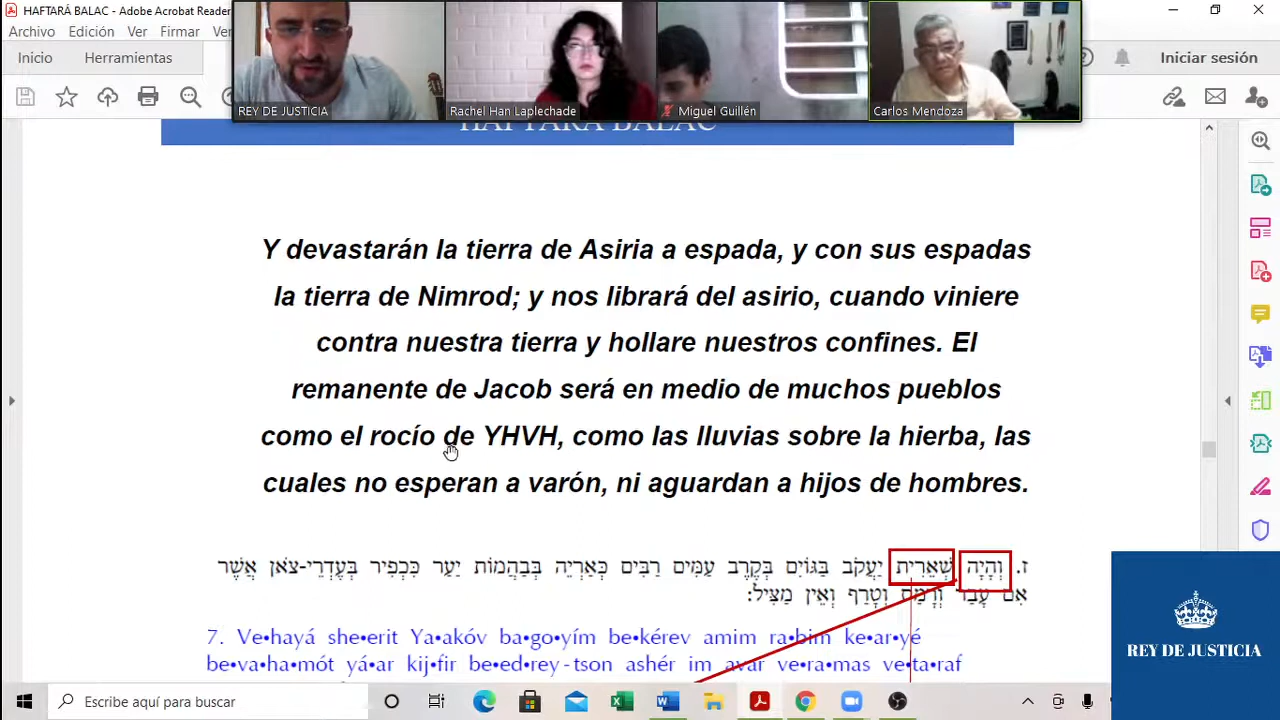 HAFTARÁ BALAC - Adobe Acrobat Reader
Archivo Edición Ver Firmar
Inicio Herramientas
Iniciar sesión
REY DE JUSTICIA
Rachel Han Laplechade
Miguel Guillén
Carlos Mendoza
HAFTARÁ BALAC
Y devastarán la tierra de Asiria a espada, y con sus espadas
la tierra de Nimrod; y nos librará del asirio, cuando viniere
contra nuestra tierra y hollare nuestros confines. El
remanente de Jacob será en medio de muchos pueblos
como el rocío de YHVH, como las lluvias sobre la hierba, las
cuales no esperan a varón, ni aguardan a hijos de hombres.
ז. וְהָיָה שְׁאֵרִית יַעֲקֹב בַּגּוֹיִם בְּקֶרֶב עַמִּים רַבִּים כְּאַרְיֵה בְּבַהֲמוֹת יַעַר כִּכְפִיר בְּעֶדְרֵי-צֹאן אֲשֶׁר
אִם עָבַר וְרָמַס וְטָרַף וְאֵין מַצִּיל:
7. Ve•hayá she•erit Ya•akóv ba•go•yím be•kérev amim ra•bim ke•ar•yé
be•va•ha•mót yá•ar kij•fir be•ed•rey-tson ashér im avar ve•ra•mas ve•ta•raf
REY DE JUSTICIA
Escribe aquí para buscar